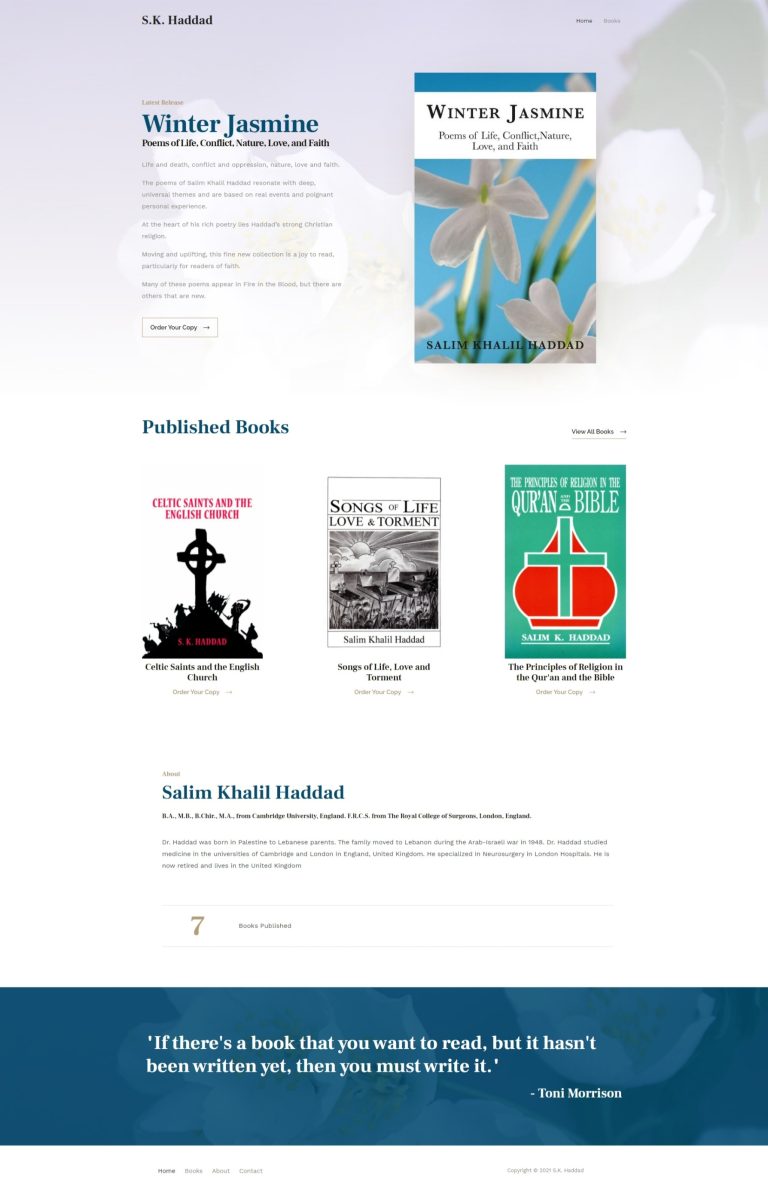 S.K. Haddad
Home Books
Latest Release
Winter Jasmine
Poems of Life, Conflict, Nature, Love, and Faith
Life and death, conflict and oppression, nature, love and faith.
The poems of Salim Khalil Haddad resonate with deep,
universal themes and are based on real events and poignant
personal experience.
At the heart of his rich poetry lies Haddad's strong Christian
religion.
Moving and uplifting, this fine new collection is a joy to read,
particularly for readers of faith.
Many of these poems appear in Fire in the Blood, but there are
others that are new.
Order Your Copy →
WINTER JASMINE
Poems of Life, Conflict,Nature,
Love, and Faith
SALIM KHALIL HADDAD
Published Books
View All Books →
CELTIC SAINTS AND THE
ENGLISH CHURCH
S. K. HADDAD
Celtic Saints and the English
Church
Order Your Copy →
SONGS OF LIFE
LOVE & TORMENT
Salim Khalil Haddad
Songs of Life, Love and
Torment
Order Your Copy →
THE PRINCIPLES OF RELIGION IN THE
QUR'AN AND THE BIBLE
SALIM K. HADDAD
The Principles of Religion in
the Qur'an and the Bible
Order Your Copy →
About
Salim Khalil Haddad
B.A., M.B., B.Chir., M.A., from Cambridge University, England. F.R.C.S. from The Royal College of Surgeons, London, England.
Dr. Haddad was born in Palestine to Lebanese parents. The family moved to Lebanon during the Arab-Israeli war in 1948. Dr. Haddad studied
medicine in the universities of Cambridge and London in England, United Kingdom. He specialized in Neurosurgery in London Hospitals. He is
now retired and lives in the United Kingdom
7 Books Published
'If there's a book that you want to read, but it hasn't
been written yet, then you must write it.'
- Toni Morrison
Home Books About Contact
Copyright © 2021 S.K. Haddad